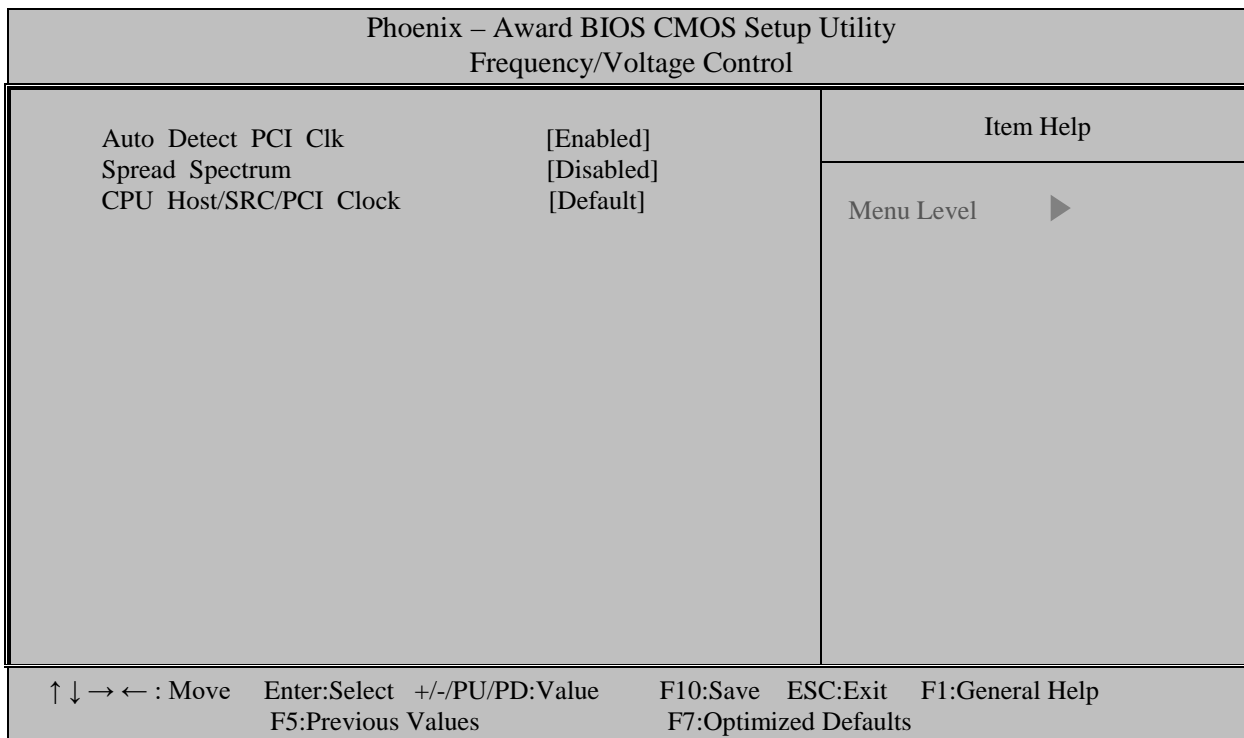 Phoenix – Award BIOS CMOS Setup Utility
Frequency/Voltage Control
Auto Detect PCI Clk [Enabled]
Spread Spectrum [Disabled]
CPU Host/SRC/PCI Clock [Default]
Item Help
Menu Level ▶
↑ ↓ → ← : Move Enter:Select +/-/PU/PD:Value F10:Save ESC:Exit F1:General Help
F5:Previous Values F7:Optimized Defaults